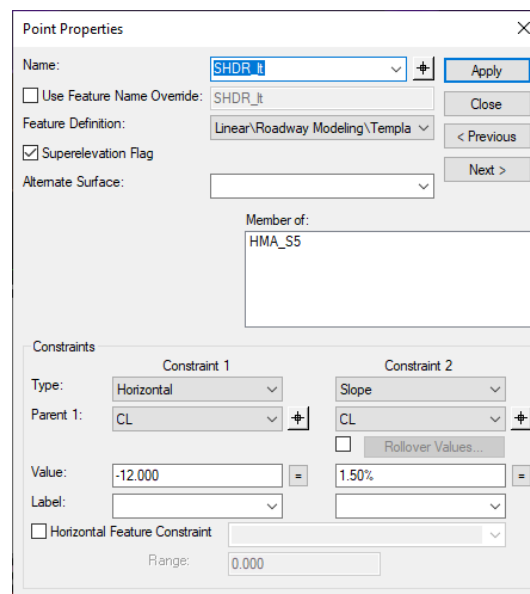 Point Properties
Name:
SHDR_lt
Apply
Use Feature Name Override:
SHDR_lt
Close
Feature Definition:
Linear\Roadway Modeling\Templa
< Previous
Superelevation Flag
Next >
Alternate Surface:
Member of:
HMA_S5
Constraints
Constraint 1
Constraint 2
Type:
Horizontal
Slope
Parent 1:
CL
CL
Rollover Values...
Value:
-12.000
=
1.50%
=
Label:
Horizontal Feature Constraint
Range:
0.000